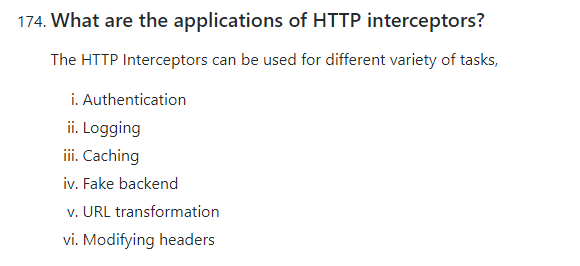 174. What are the applications of HTTP interceptors?
The HTTP Interceptors can be used for different variety of tasks,
i. Authentication
ii. Logging
iii. Caching
iv. Fake backend
v. URL transformation
vi. Modifying headers